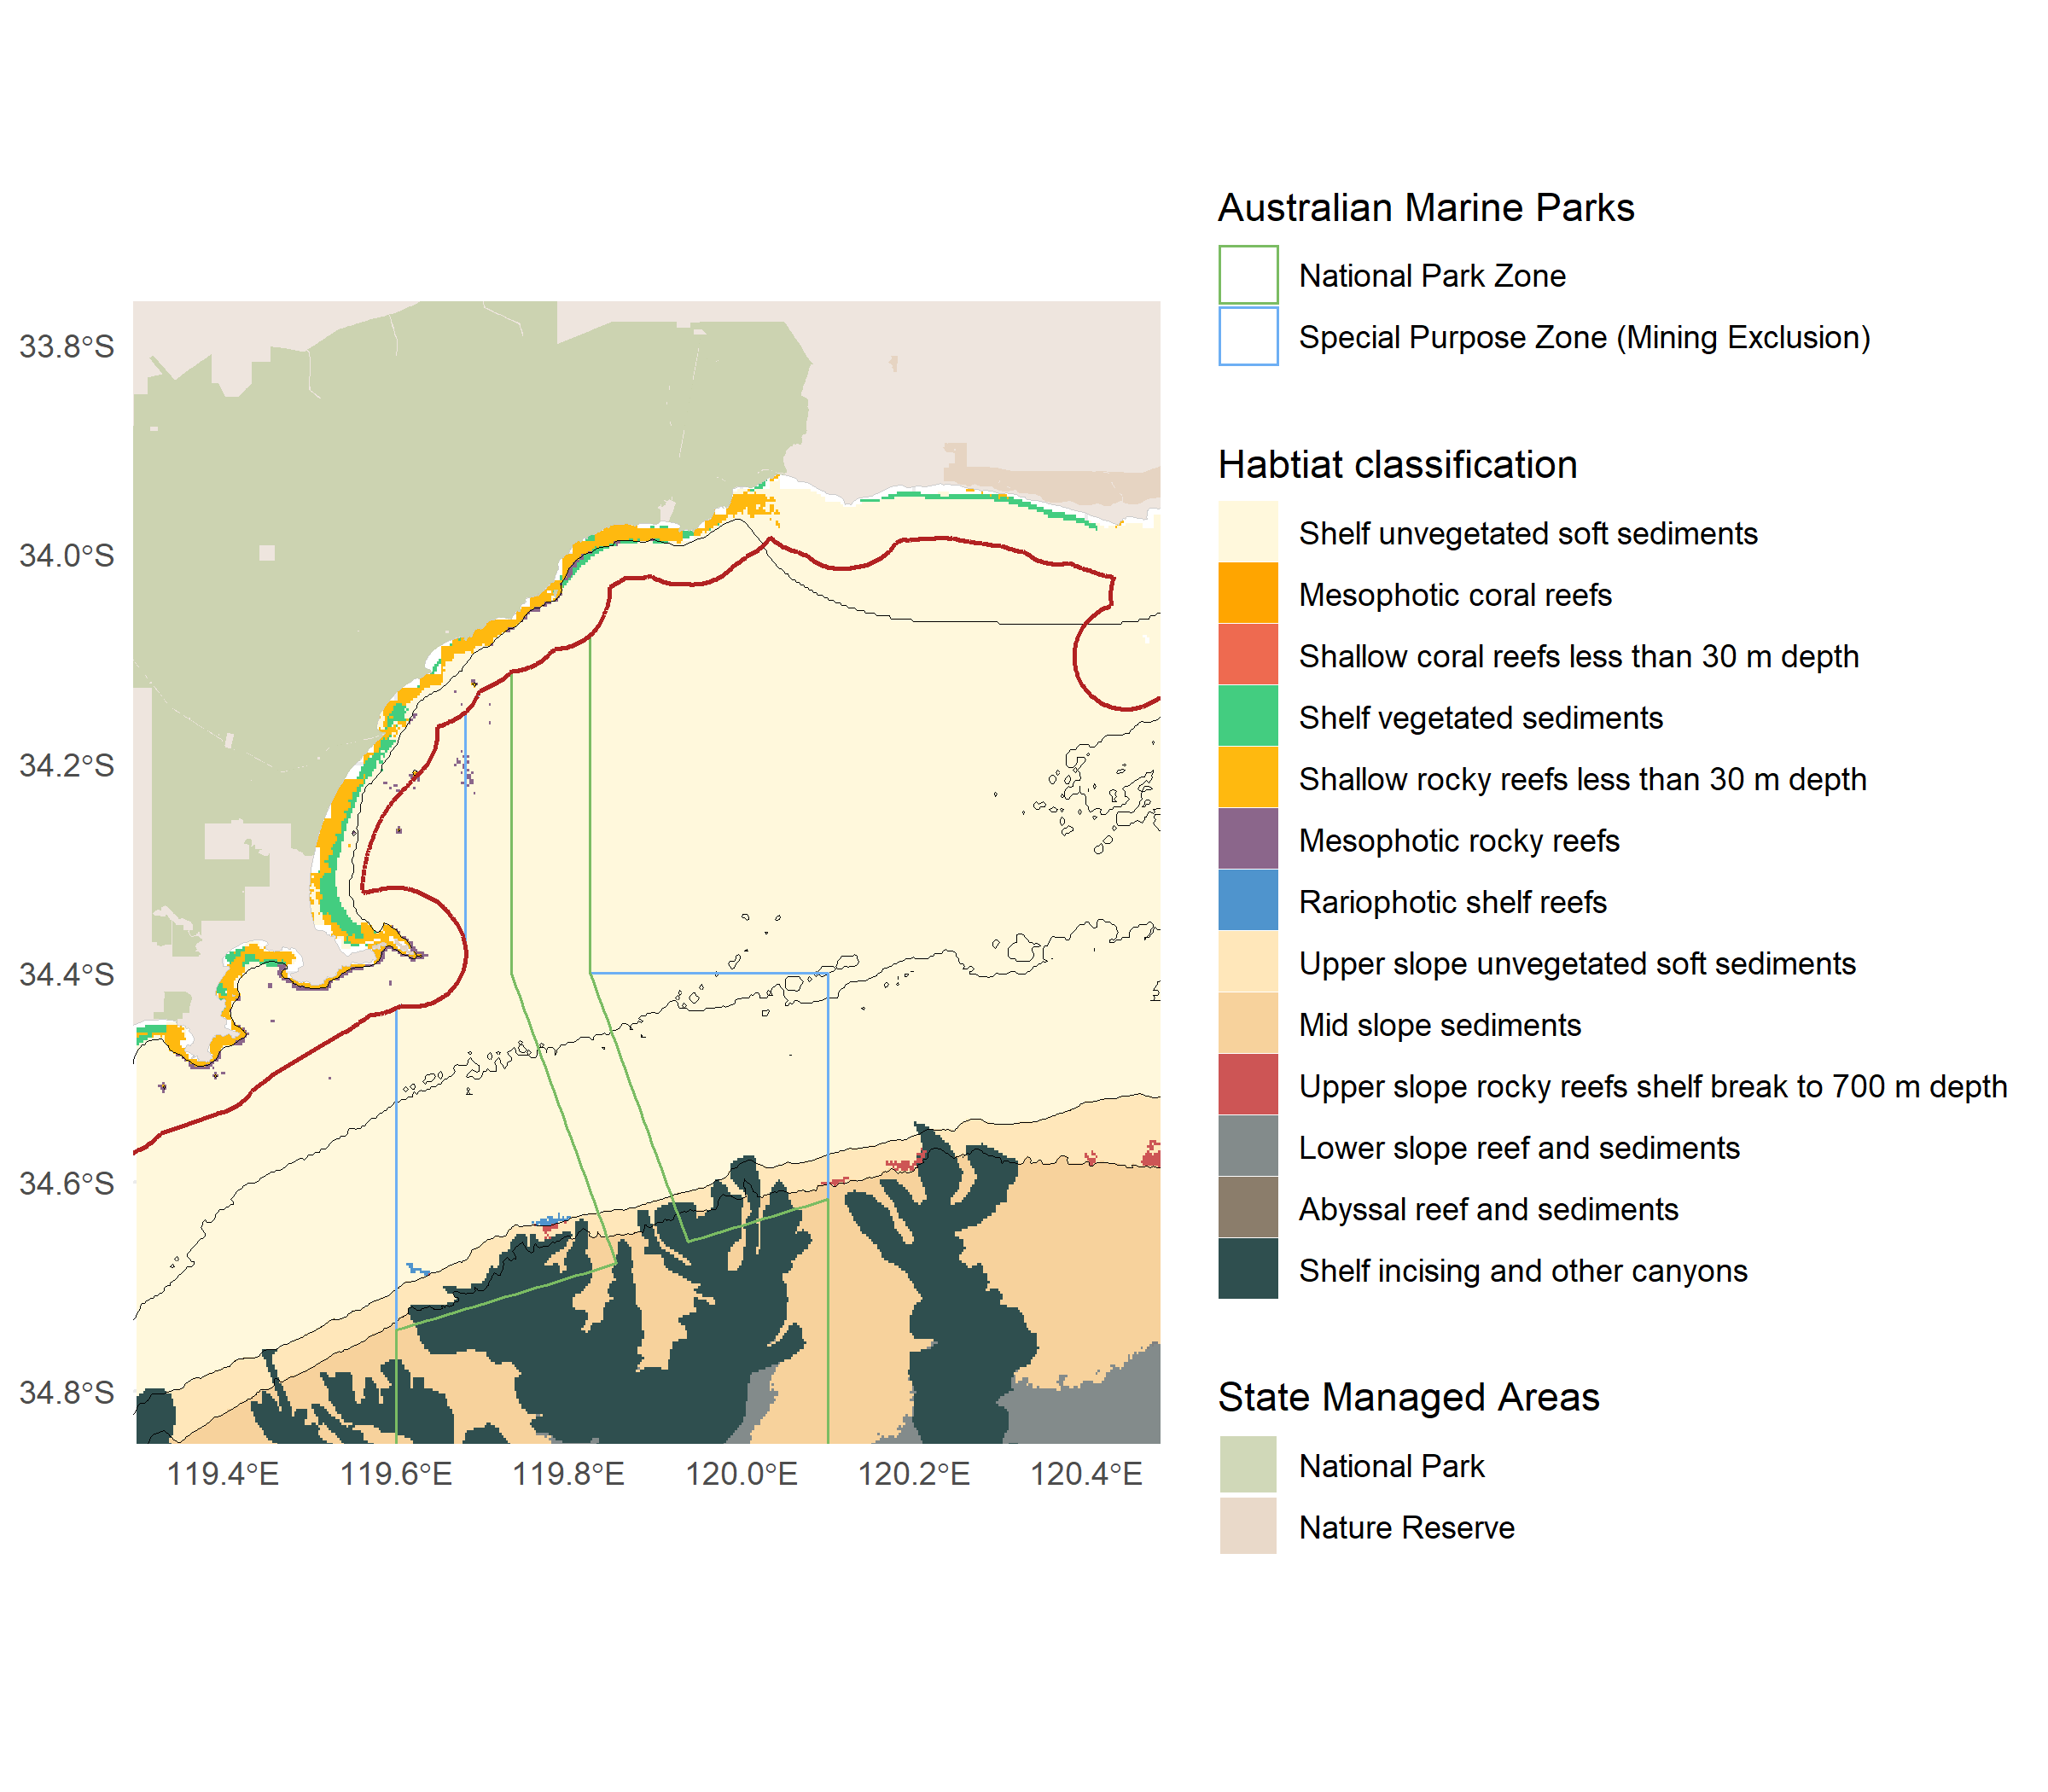 Australian Marine Parks
National Park Zone
Special Purpose Zone (Mining Exclusion)
Habtiat classification
Shelf unvegetated soft sediments
Mesophotic coral reefs
Shallow coral reefs less than 30 m depth
Shelf vegetated sediments
Shallow rocky reefs less than 30 m depth
Mesophotic rocky reefs
Rariophotic shelf reefs
Upper slope unvegetated soft sediments
Mid slope sediments
Upper slope rocky reefs shelf break to 700 m depth
Lower slope reef and sediments
Abyssal reef and sediments
Shelf incising and other canyons
State Managed Areas
National Park
Nature Reserve
33.8°S
34.0°S
34.2°S
34.4°S
34.6°S
34.8°S
119.4°E
119.6°E
119.8°E
120.0°E
120.2°E
120.4°E